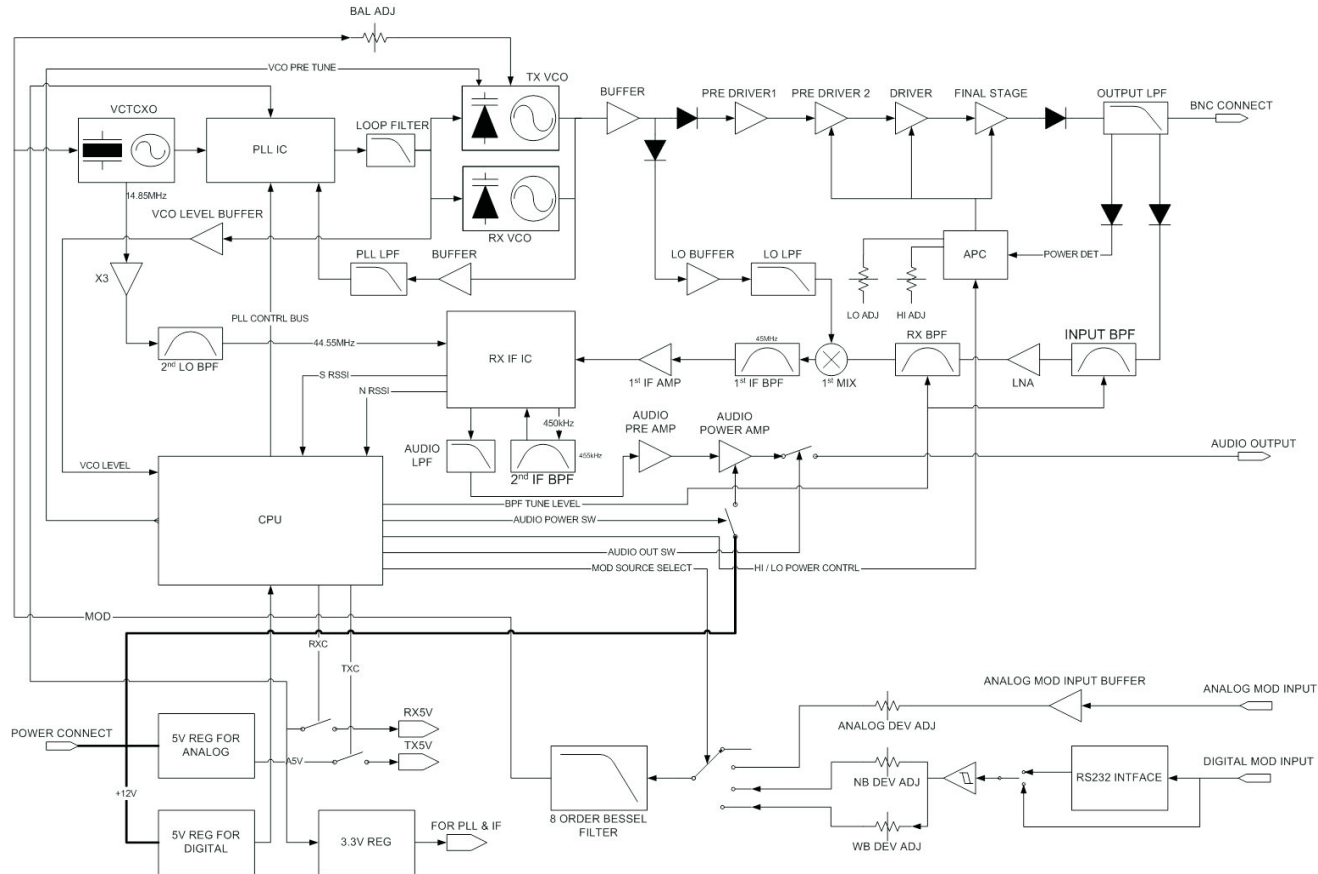 BAL ADJ
VCO PRE TUNE
TX VCO
BUFFER
PRE DRIVER1
PRE DRIVER 2
DRIVER
FINAL STAGE
OUTPUT LPF
BNC CONNECT
VCTCXO
LOOP FILTER
PLL IC
14.85MHz
VCO LEVEL BUFFER
RX VCO
PLL LPF
BUFFER
LO BUFFER
LO LPF
APC
POWER DET
X3
LO ADJ
HI ADJ
PLL CONTRL BUS
44.55MHz
2nd LO BPF
RX IF IC
45MHz
RX BPF
INPUT BPF
1st IF AMP
1st IF BPF
1st MIX
LNA
S RSSI
N RSSI
450kHz
AUDIO
PRE AMP
AUDIO
POWER AMP
AUDIO OUTPUT
AUDIO
LPF
455kHz
2nd IF BPF
VCO LEVEL
CPU
BPF TUNE LEVEL
AUDIO POWER SW
AUDIO OUT SW
MOD SOURCE SELECT
HI / LO POWER CONTRL
MOD
RXC
TXC
ANALOG MOD INPUT BUFFER
ANALOG MOD INPUT
RX5V
POWER CONNECT
5V REG FOR
ANALOG
A5V
TX5V
ANALOG DEV ADJ
DIGITAL MOD INPUT
RS232 INTFACE
NB DEV ADJ
+12V
8 ORDER BESSEL
FILTER
FOR PLL & IF
5V REG FOR
DIGITAL
3.3V REG
WB DEV ADJ